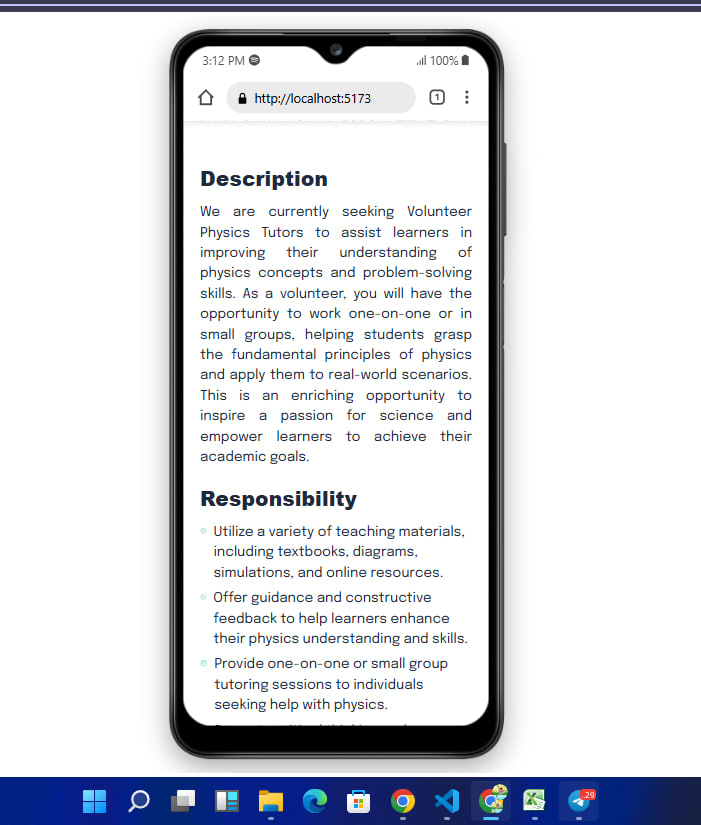 3:12 PM
100%
http://localhost:5173
1
Description
We are currently seeking Volunteer
Physics Tutors to assist learners in
improving their understanding of
physics concepts and problem-solving
skills. As a volunteer, you will have the
opportunity to work one-on-one or in
small groups, helping students grasp
the fundamental principles of physics
and apply them to real-world scenarios.
This is an enriching opportunity to
inspire a passion for science and
empower learners to achieve their
academic goals.
Responsibility
Utilize a variety of teaching materials,
including textbooks, diagrams,
simulations, and online resources.
Offer guidance and constructive
feedback to help learners enhance
their physics understanding and skills.
Provide one-on-one or small group
tutoring sessions to individuals
seeking help with physics.
29